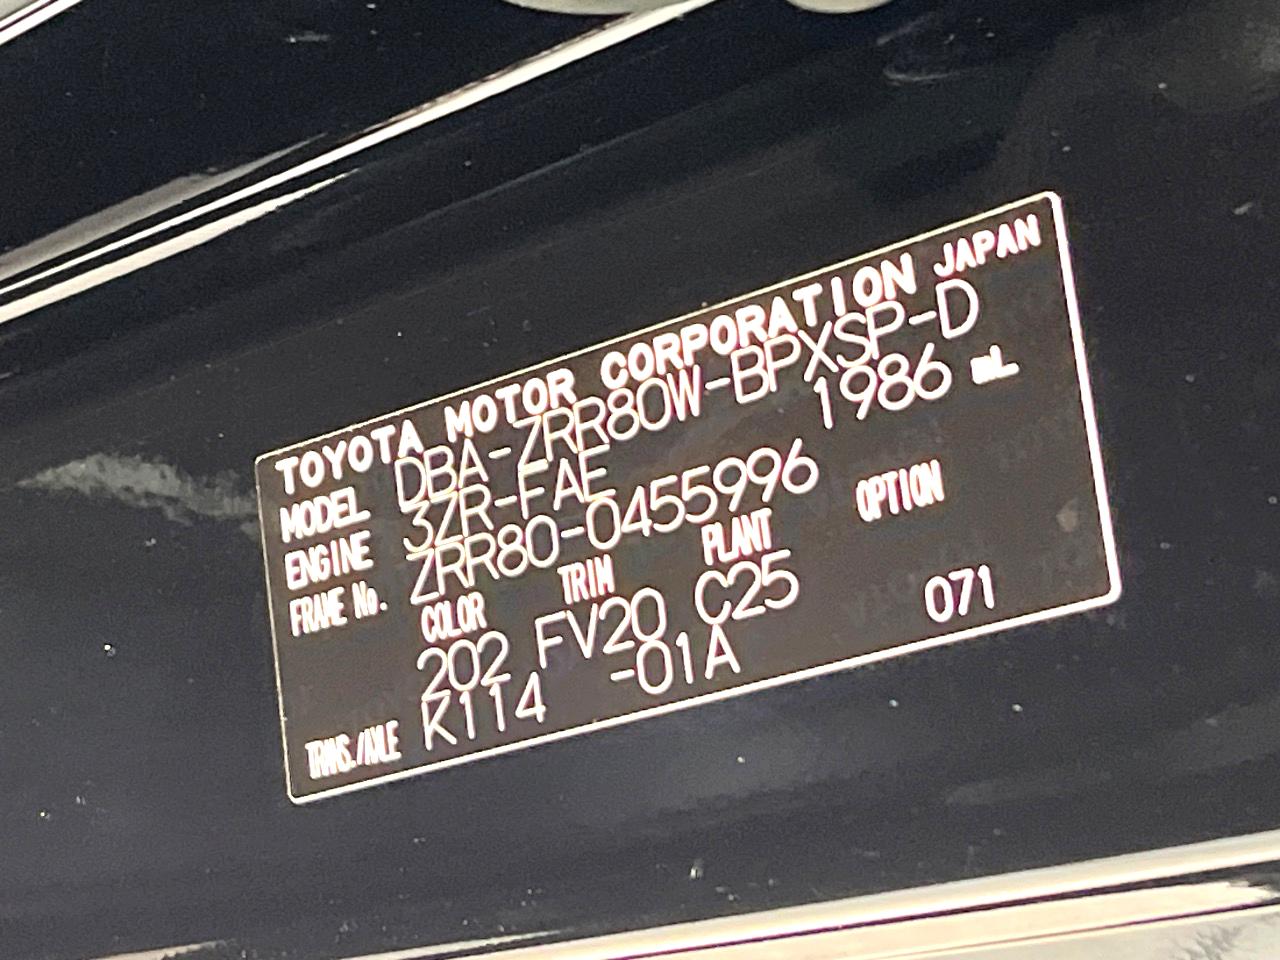 TOYOTA MOTOR CORPORATION JAPAN
MODEL DBA-ZRR80W-BPXSP-D
ENGINE 3ZR-FAE 1986 mL
FRAME No. ZRR80-0455996
COLOR TRIM PLANT OPTION
202 FV20 C25 071
TRANS./AXLE K114 -01A